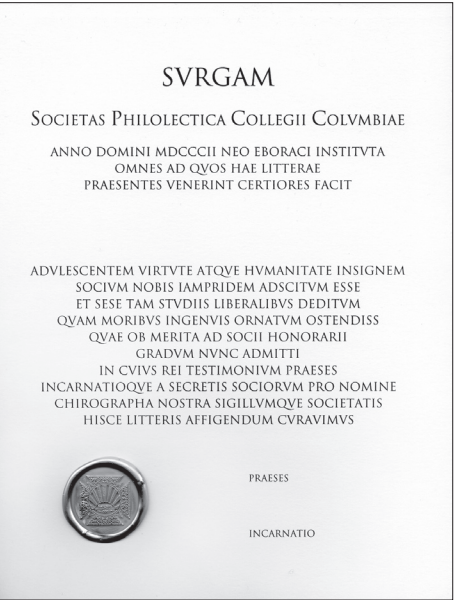 SVRGAM
SOCIETAS PHILOLECTICA COLLEGII COLVMBIAE
ANNO DOMINI MDCCCII NEO EBORACI INSTITVTA
OMNES AD QVOS HAE LITTERAE
PRAESENTES VENERINT CERTIORES FACIT
ADVLESCENTEM VIRTVTE ATQVE HVMANITATE INSIGNEM
SOCIVM NOBIS IAMPRIDEM ADSCITVM ESSE
ET SESE TAM STVDIIS LIBERALIBVS DEDITVM
QVAM MORIBVS INGENVIS ORNATVM OSTENDISS
QVAE OB MERITA AD SOCII HONORARII
GRADVM NVNC ADMITTI
IN CVIVS REI TESTIMONIVM PRAESES
INCARNATIOQVE A SECRETIS SOCIORVM PRO NOMINE
CHIROGRAPHA NOSTRA SIGILLVMQVE SOCIETATIS
HISCE LITTERIS AFFIGENDVM CVRAVIMVS
PRAESES
INCARNATIO